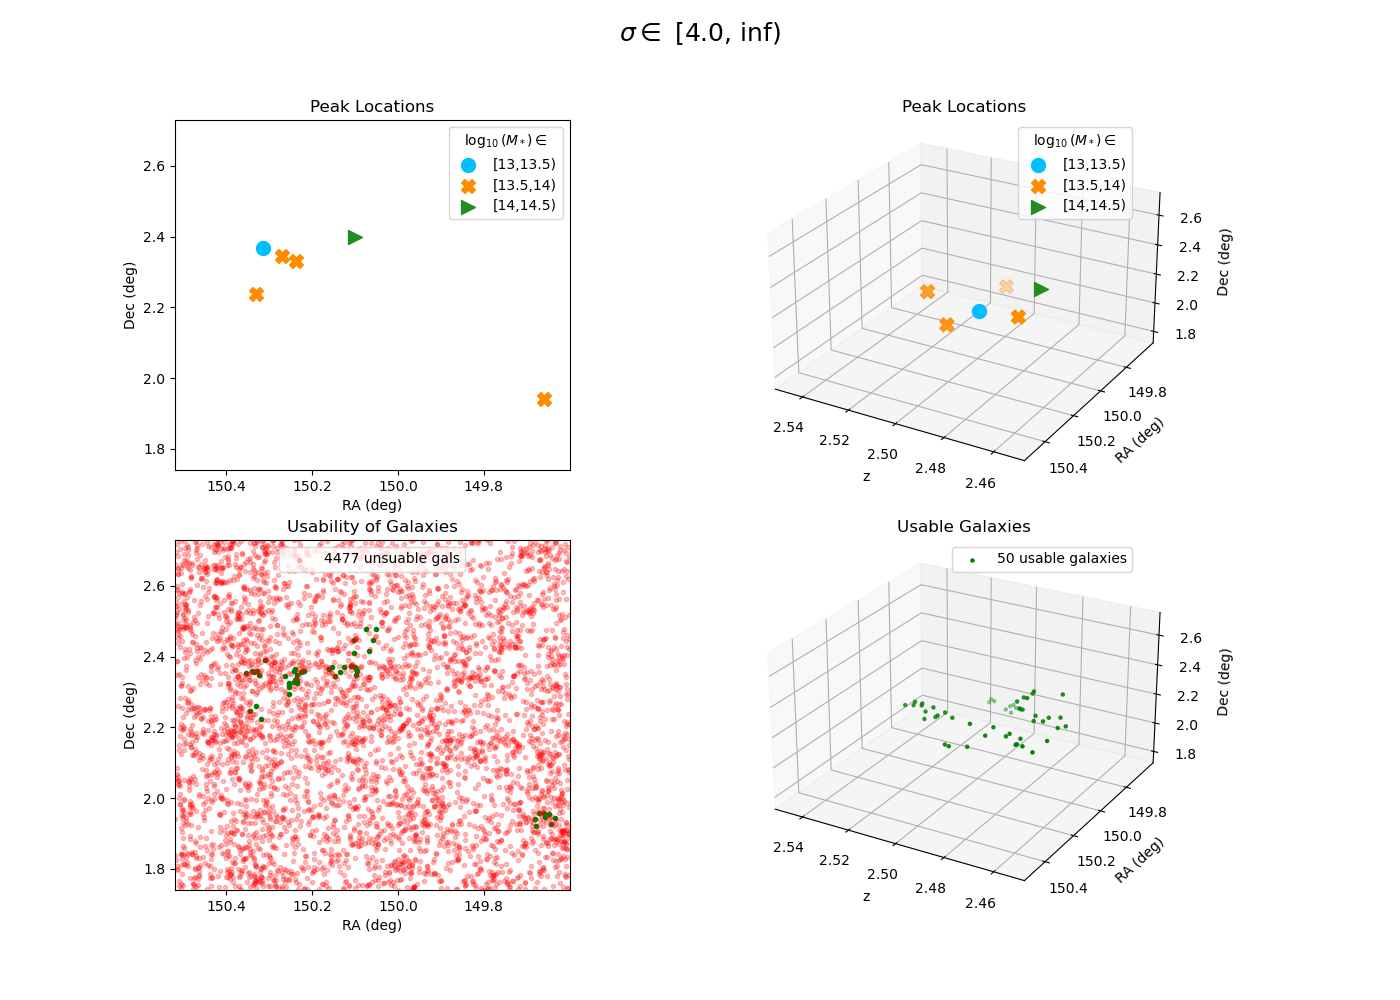 σ ∈ [4.0, inf)
Peak Locations
log₁₀(M*) ∈
[13,13.5)
[13.5,14)
[14,14.5)
2.6
2.4
2.2
2.0
1.8
Dec (deg)
150.4 150.2 150.0 149.8
RA (deg)
Peak Locations
log₁₀(M*) ∈
[13,13.5)
[13.5,14)
[14,14.5)
2.6
2.4
2.2
2.0
1.8
Dec (deg)
149.8
150.0
150.2
150.4
RA (deg)
2.54
2.52
2.50
2.48
2.46
z
Usability of Galaxies
4477 unsuable gals
2.6
2.4
2.2
2.0
1.8
Dec (deg)
150.4 150.2 150.0 149.8
RA (deg)
Usable Galaxies
50 usable galaxies
2.6
2.4
2.2
2.0
1.8
Dec (deg)
149.8
150.0
150.2
150.4
RA (deg)
2.54
2.52
2.50
2.48
2.46
z